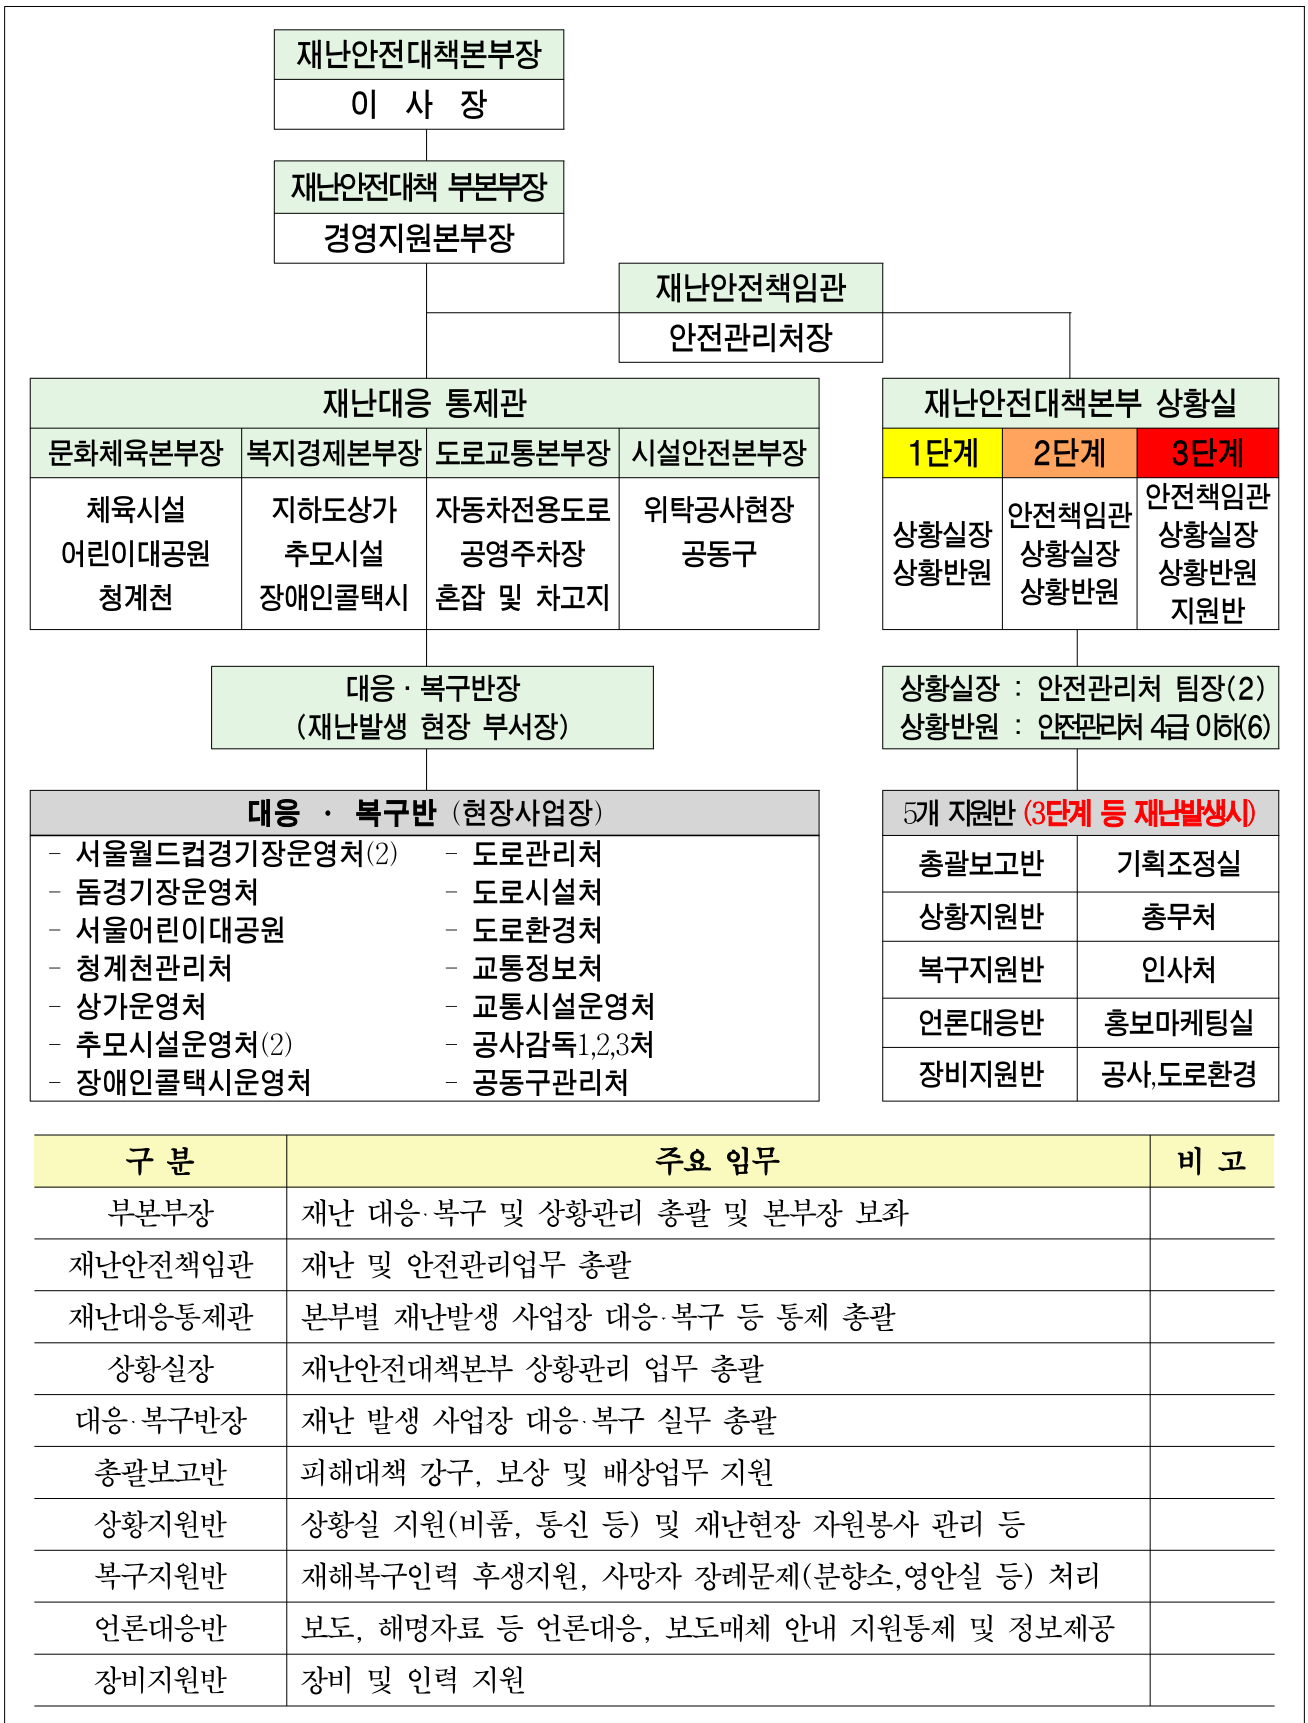 재난안전대책본부장
이 사 장
재난안전대책 부본부장
경영지원본부장
재난안전책임관
안전관리처장
재난대응 통제관
문화체육본부장 복지경제본부장 도로교통본부장 시설안전본부장
체육시설 지하도상가 자동차전용도로 위탁공사현장
어린이대공원 추모시설 공영주차장 공동구
청계천 장애인콜택시 혼잡 및 차고지
재난안전대책본부 상황실
1단계 2단계 3단계
상황실장
상황반원
안전책임관
상황실장
상황반원
안전책임관
상황실장
상황반원
지원반
대응·복구반장
(재난발생 현장 부서장)
상황실장 : 안전관리처 팀장(2)
상황반원 : 안전관리처 4급 이하(6)
대응 · 복구반 (현장사업장)
- 서울월드컵경기장운영처(2) - 도로관리처
- 돔경기장운영처 - 도로시설처
- 서울어린이대공원 - 도로환경처
- 청계천관리처 - 교통정보처
- 상가운영처 - 교통시설운영처
- 추모시설운영처(2) - 공사감독1,2,3처
- 장애인콜택시운영처 - 공동구관리처
5개 지원반 (3단계 등 재난발생시)
총괄보고반 기획조정실
상황지원반 총무처
복구지원반 인사처
언론대응반 홍보마케팅실
장비지원반 공사,도로환경
구 분 주요 임무 비 고
부본부장 재난 대응·복구 및 상황관리 총괄 및 본부장 보좌
재난안전책임관 재난 및 안전관리업무 총괄
재난대응통제관 본부별 재난발생 사업장 대응·복구 등 통제 총괄
상황실장 재난안전대책본부 상황관리 업무 총괄
대응·복구반장 재난 발생 사업장 대응·복구 실무 총괄
총괄보고반 피해대책 강구, 보상 및 배상업무 지원
상황지원반 상황실 지원(비품, 통신 등) 및 재난현장 자원봉사 관리 등
복구지원반 재해복구인력 후생지원, 사망자 장례문제(분향소,영안실 등) 처리
언론대응반 보도, 해명자료 등 언론대응, 보도매체 안내 지원통제 및 정보제공
장비지원반 장비 및 인력 지원